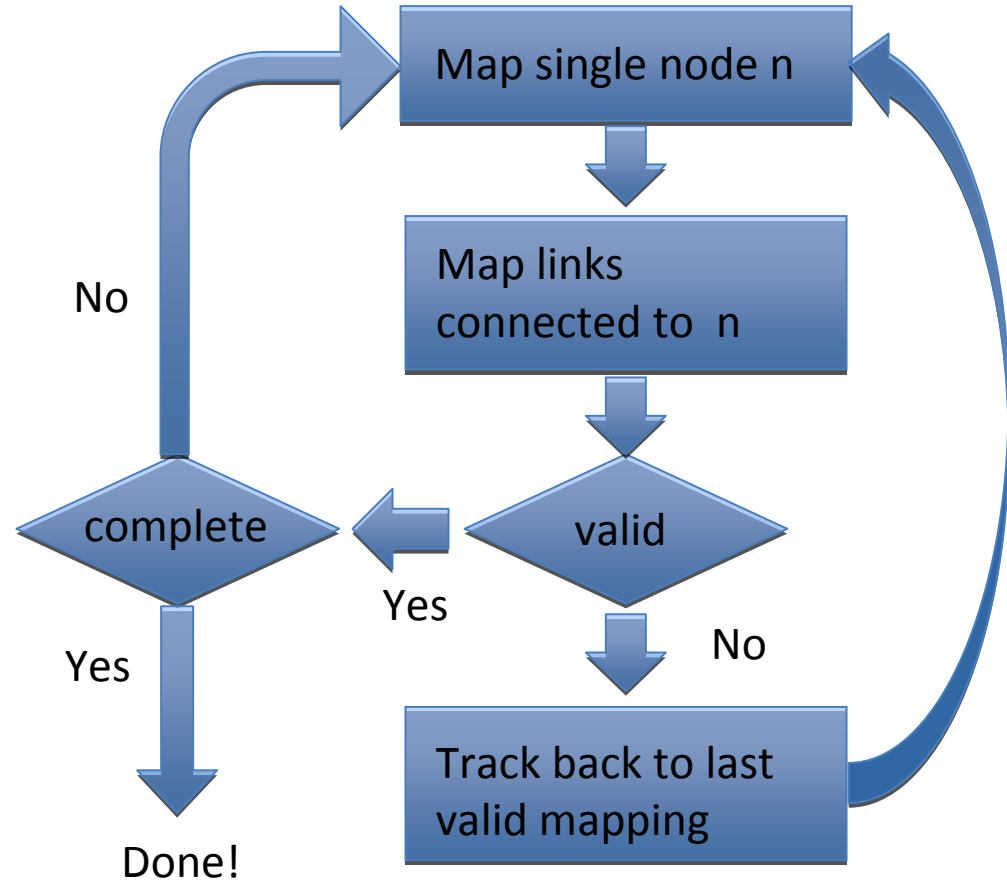 Map single node n
Map links
connected to n
No
complete
valid
Yes
Yes
No
Track back to last
valid mapping
Done!